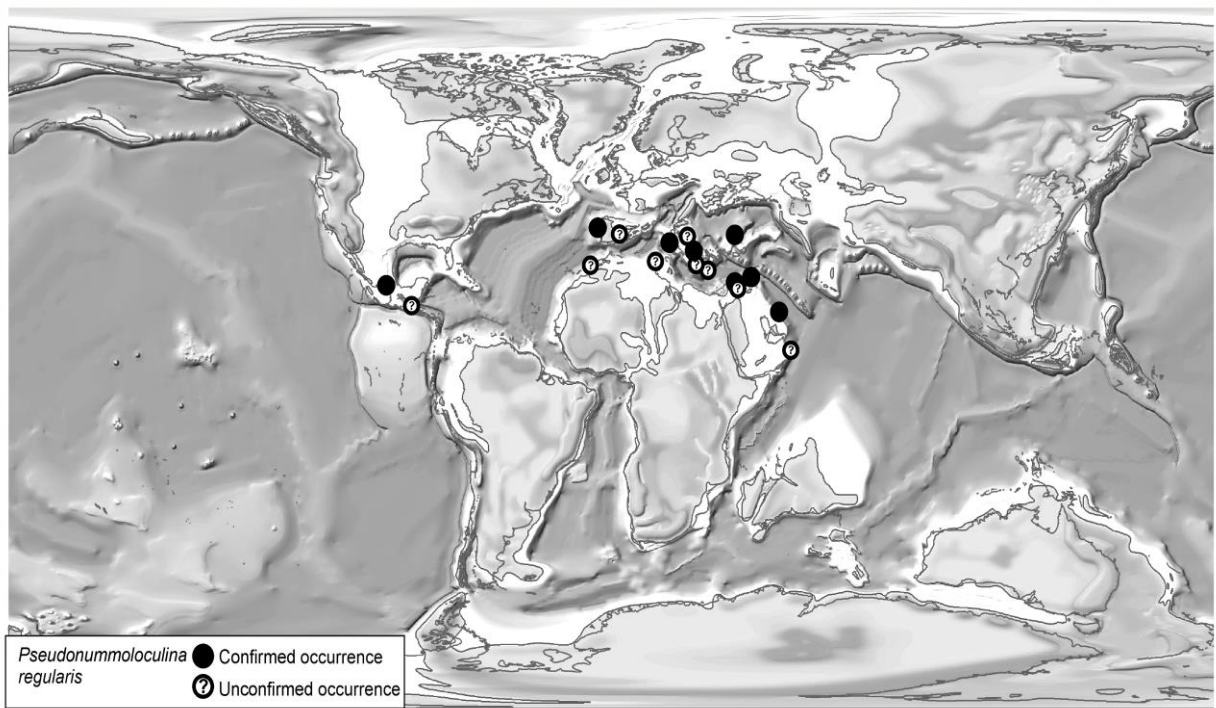 Pseudonummoloculina
regularis
Confirmed occurrence
? Unconfirmed occurrence